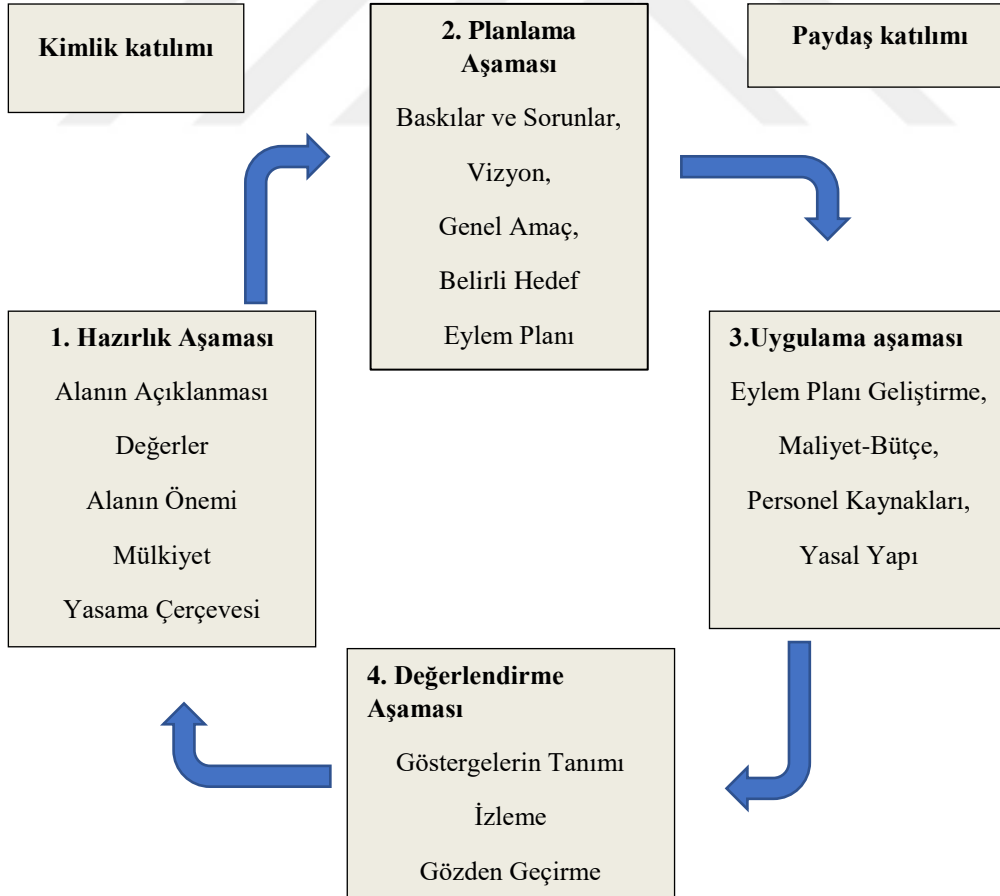 Kimlik katılımı
2. Planlama
Aşaması
Baskılar ve Sorunlar,
Vizyon,
Genel Amaç,
Belirli Hedef
Eylem Planı
Paydaş katılımı
1. Hazırlık Aşaması
Alanın Açıklanması
Değerler
Alanın Önemi
Mülkiyet
Yasama Çerçevesi
3.Uygulama aşaması
Eylem Planı Geliştirme,
Maliyet-Bütçe,
Personel Kaynakları,
Yasal Yapı
4. Değerlendirme
Aşaması
Göstergelerin Tanımı
İzleme
Gözden Geçirme